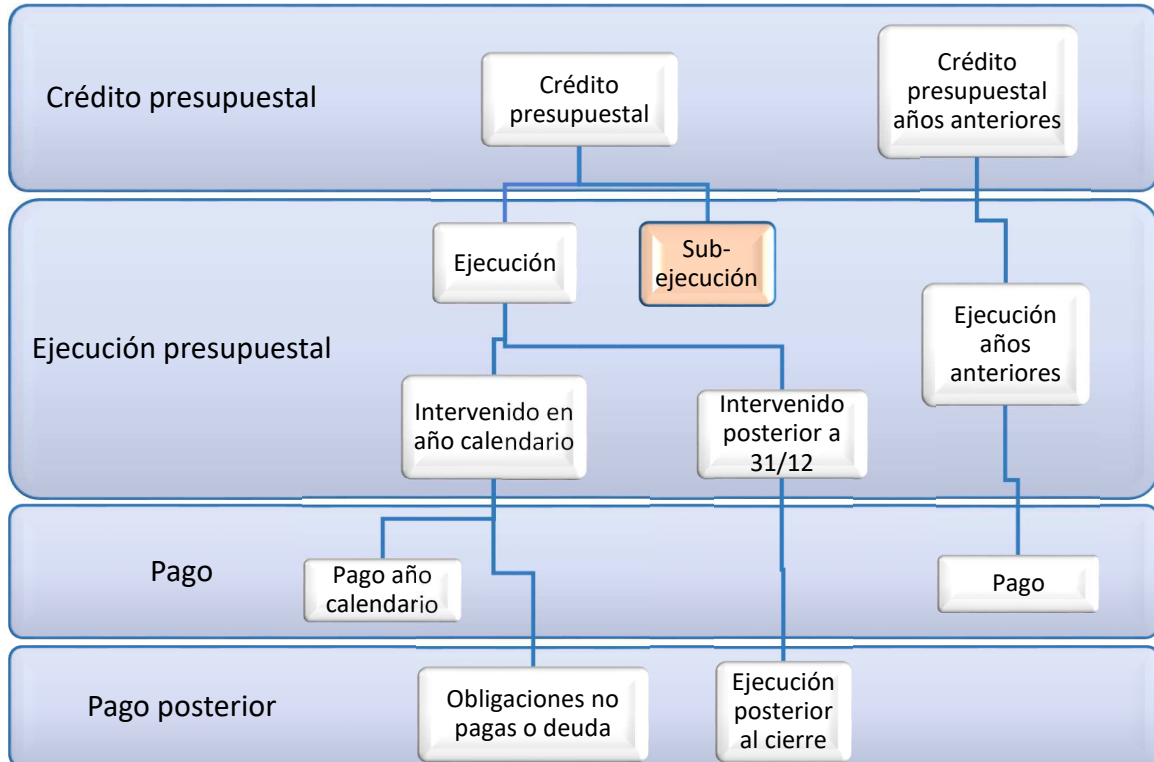 Crédito presupuestal
Crédito
presupuestal
Crédito
presupuestal
años anteriores
Ejecución presupuestal
Ejecución
Sub-
ejecución
Ejecución
años
anteriores
Intervenido en
año calendario
Intervenido
posterior a
31/12
Pago
Pago año
calendario
Pago
Pago posterior
Obligaciones no
pagas o deuda
Ejecución
posterior
al cierre